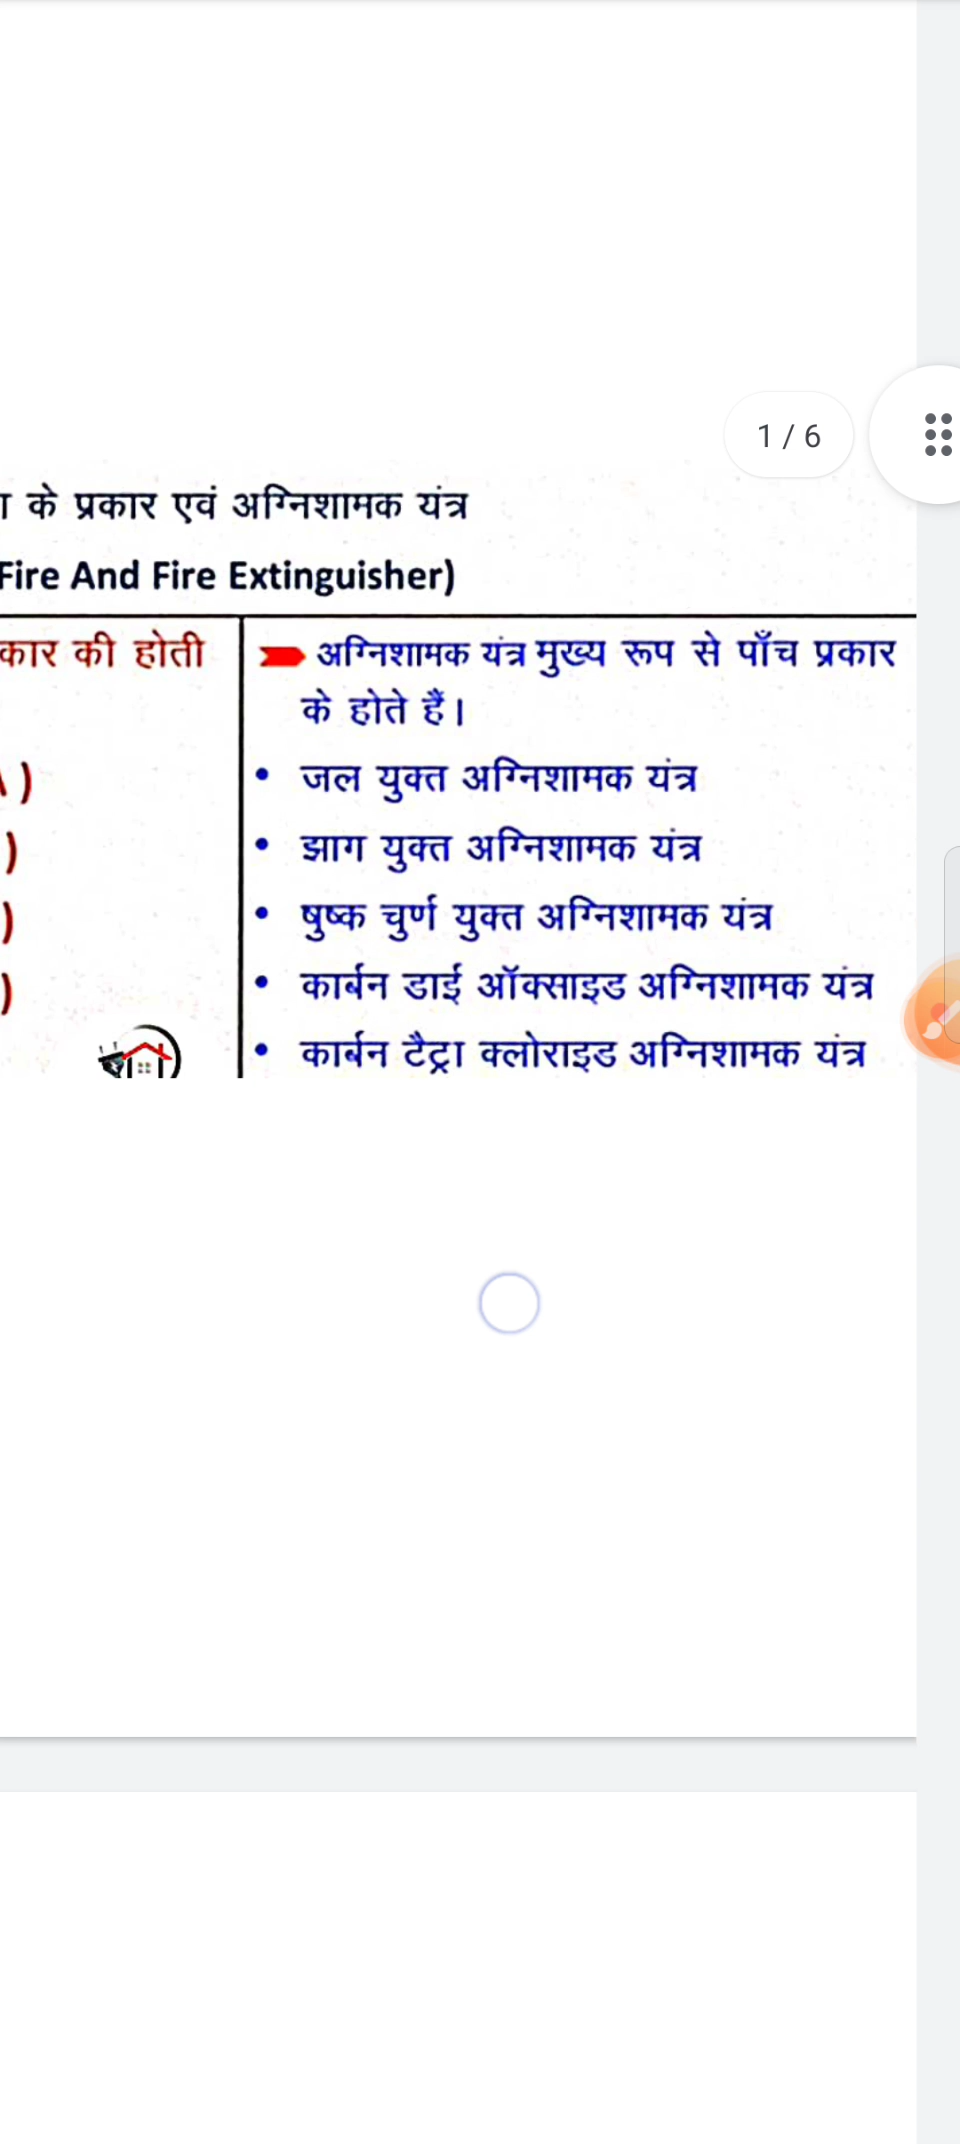 1 / 6
के प्रकार एवं अग्निशामक यंत्र
Fire And Fire Extinguisher)
कार की होती
)
)
)
)
अग्निशामक यंत्र मुख्य रूप से पाँच प्रकार
के होते हैं।
• जल युक्त अग्निशामक यंत्र
• झाग युक्त अग्निशामक यंत्र
• षुष्क चुर्ण युक्त अग्निशामक यंत्र
• कार्बन डाई ऑक्साइड अग्निशामक यंत्र
• कार्बन टैट्रा क्लोराइड अग्निशामक यंत्र